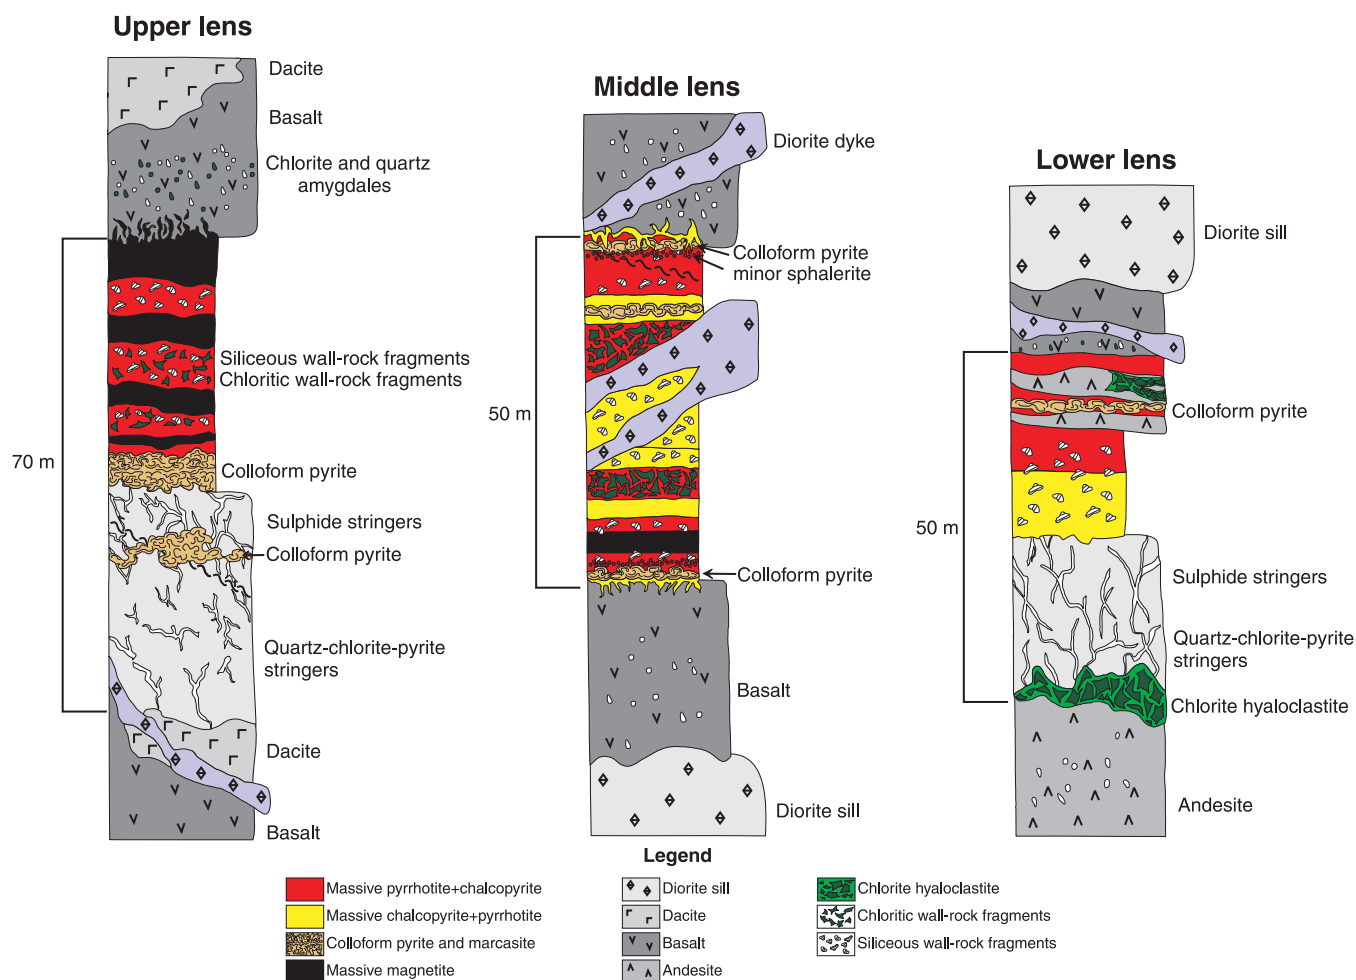 Upper lens
Dacite
Basalt
Chlorite and quartz
amygdales
70 m
Siliceous wall-rock fragments
Chloritic wall-rock fragments
Colloform pyrite
Sulphide stringers
Colloform pyrite
Quartz-chlorite-pyrite
stringers
Dacite
Basalt
Middle lens
Diorite dyke
Colloform pyrite
minor sphalerite
50 m
Colloform pyrite
Basalt
Diorite sill
Lower lens
Diorite sill
Colloform pyrite
50 m
Sulphide stringers
Quartz-chlorite-pyrite
stringers
Chlorite hyaloclastite
Andesite
Legend
Massive pyrrhotite+chalcopyrite
Massive chalcopyrite+pyrrhotite
Colloform pyrite and marcasite
Massive magnetite
Diorite sill
Dacite
Basalt
Andesite
Chlorite hyaloclastite
Chloritic wall-rock fragments
Siliceous wall-rock fragments